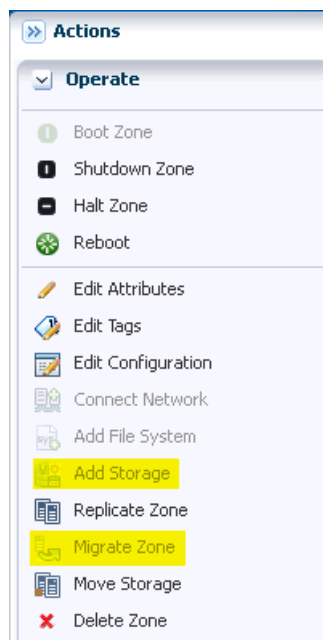 Actions
Operate
Boot Zone
Shutdown Zone
Halt Zone
Reboot
Edit Attributes
Edit Tags
Edit Configuration
Connect Network
Add File System
Add Storage
Replicate Zone
Migrate Zone
Move Storage
Delete Zone